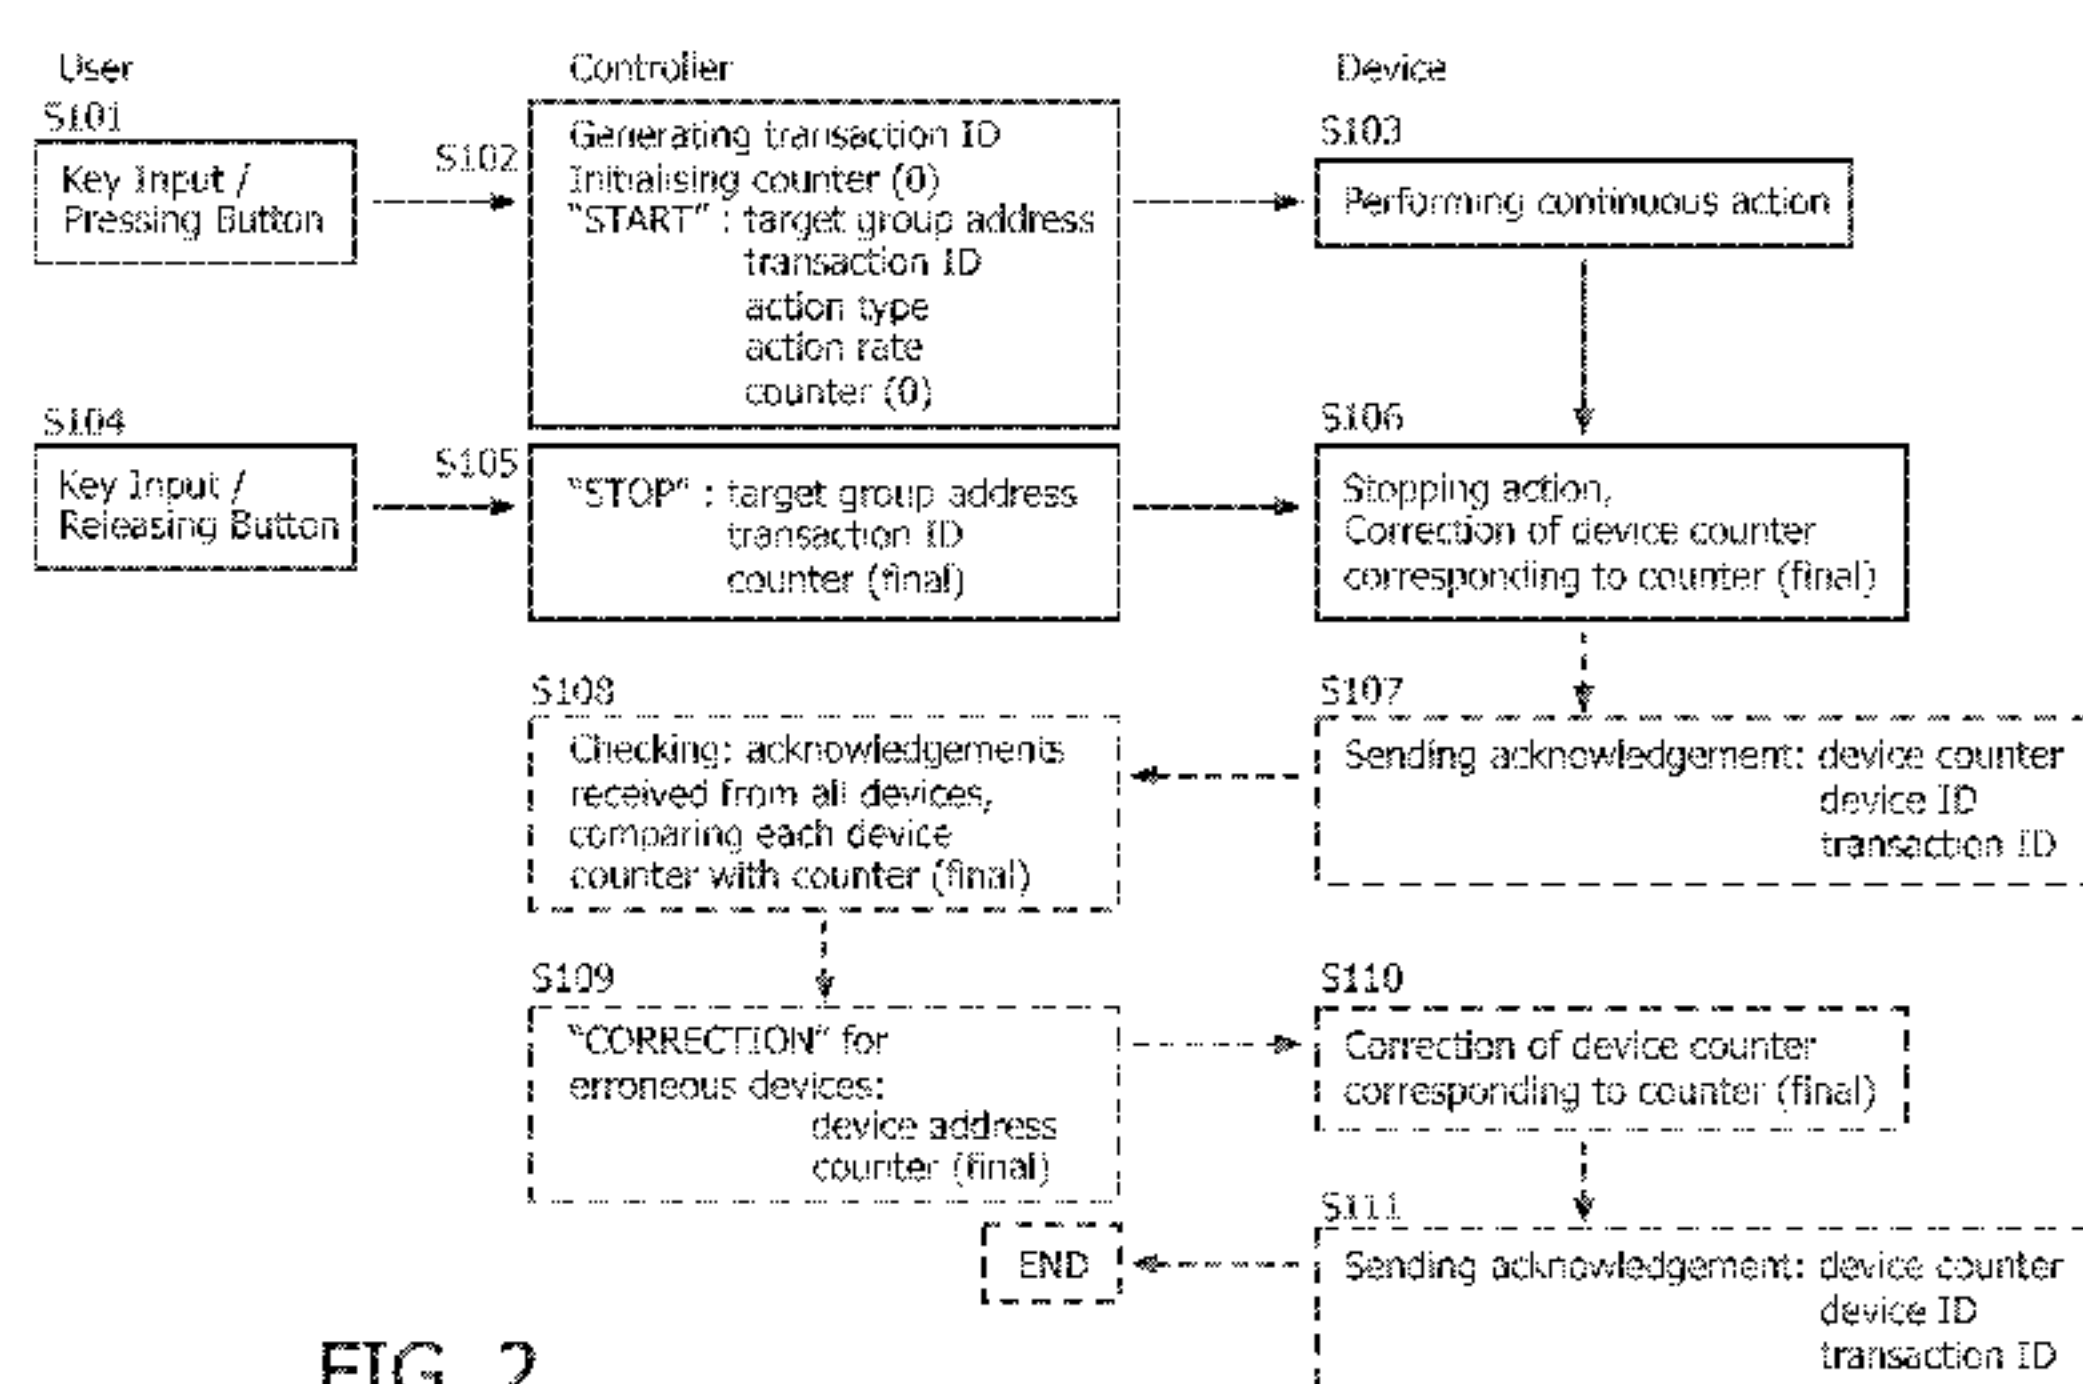 User
Controller
Device
S101
Key Input /
Pressing Button
S102
Generating transaction ID
Initialising counter (0)
"START" : target group address
transaction ID
action type
action rate
counter (0)
S103
Performing continuous action
S104
Key Input /
Releasing Button
S105
"STOP" : target group address
transaction ID
counter (final)
S106
Stopping action,
Correction of device counter
corresponding to counter (final)
S107
Sending acknowledgement: device counter
device ID
transaction ID
S108
Checking: acknowledgements
received from all devices,
comparing each device
counter with counter (final)
S109
"CORRECTION" for
erroneous devices:
device address
counter (final)
S110
Correction of device counter
corresponding to counter (final)
S111
Sending acknowledgement: device counter
device ID
transaction ID
END
FIG. 2